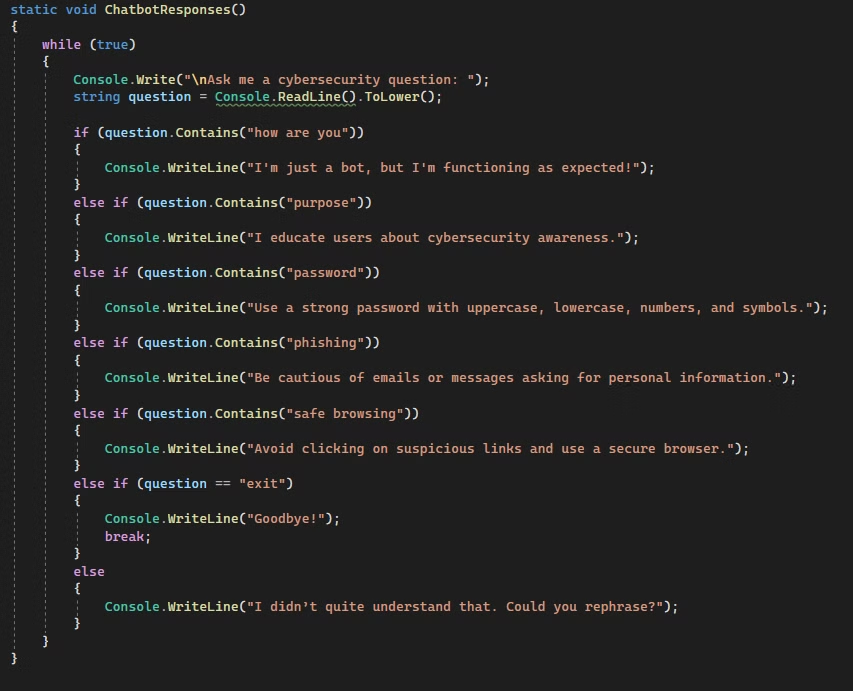 static void ChatbotResponses()
{
    while (true)
    {
        Console.Write("\nAsk me a cybersecurity question: ");
        string question = Console.ReadLine().ToLower();

        if (question.Contains("how are you"))
        {
            Console.WriteLine("I'm just a bot, but I'm functioning as expected!");
        }
        else if (question.Contains("purpose"))
        {
            Console.WriteLine("I educate users about cybersecurity awareness.");
        }
        else if (question.Contains("password"))
        {
            Console.WriteLine("Use a strong password with uppercase, lowercase, numbers, and symbols.");
        }
        else if (question.Contains("phishing"))
        {
            Console.WriteLine("Be cautious of emails or messages asking for personal information.");
        }
        else if (question.Contains("safe browsing"))
        {
            Console.WriteLine("Avoid clicking on suspicious links and use a secure browser.");
        }
        else if (question == "exit")
        {
            Console.WriteLine("Goodbye!");
            break;
        }
        else
        {
            Console.WriteLine("I didn’t quite understand that. Could you rephrase?");
        }
    }
}